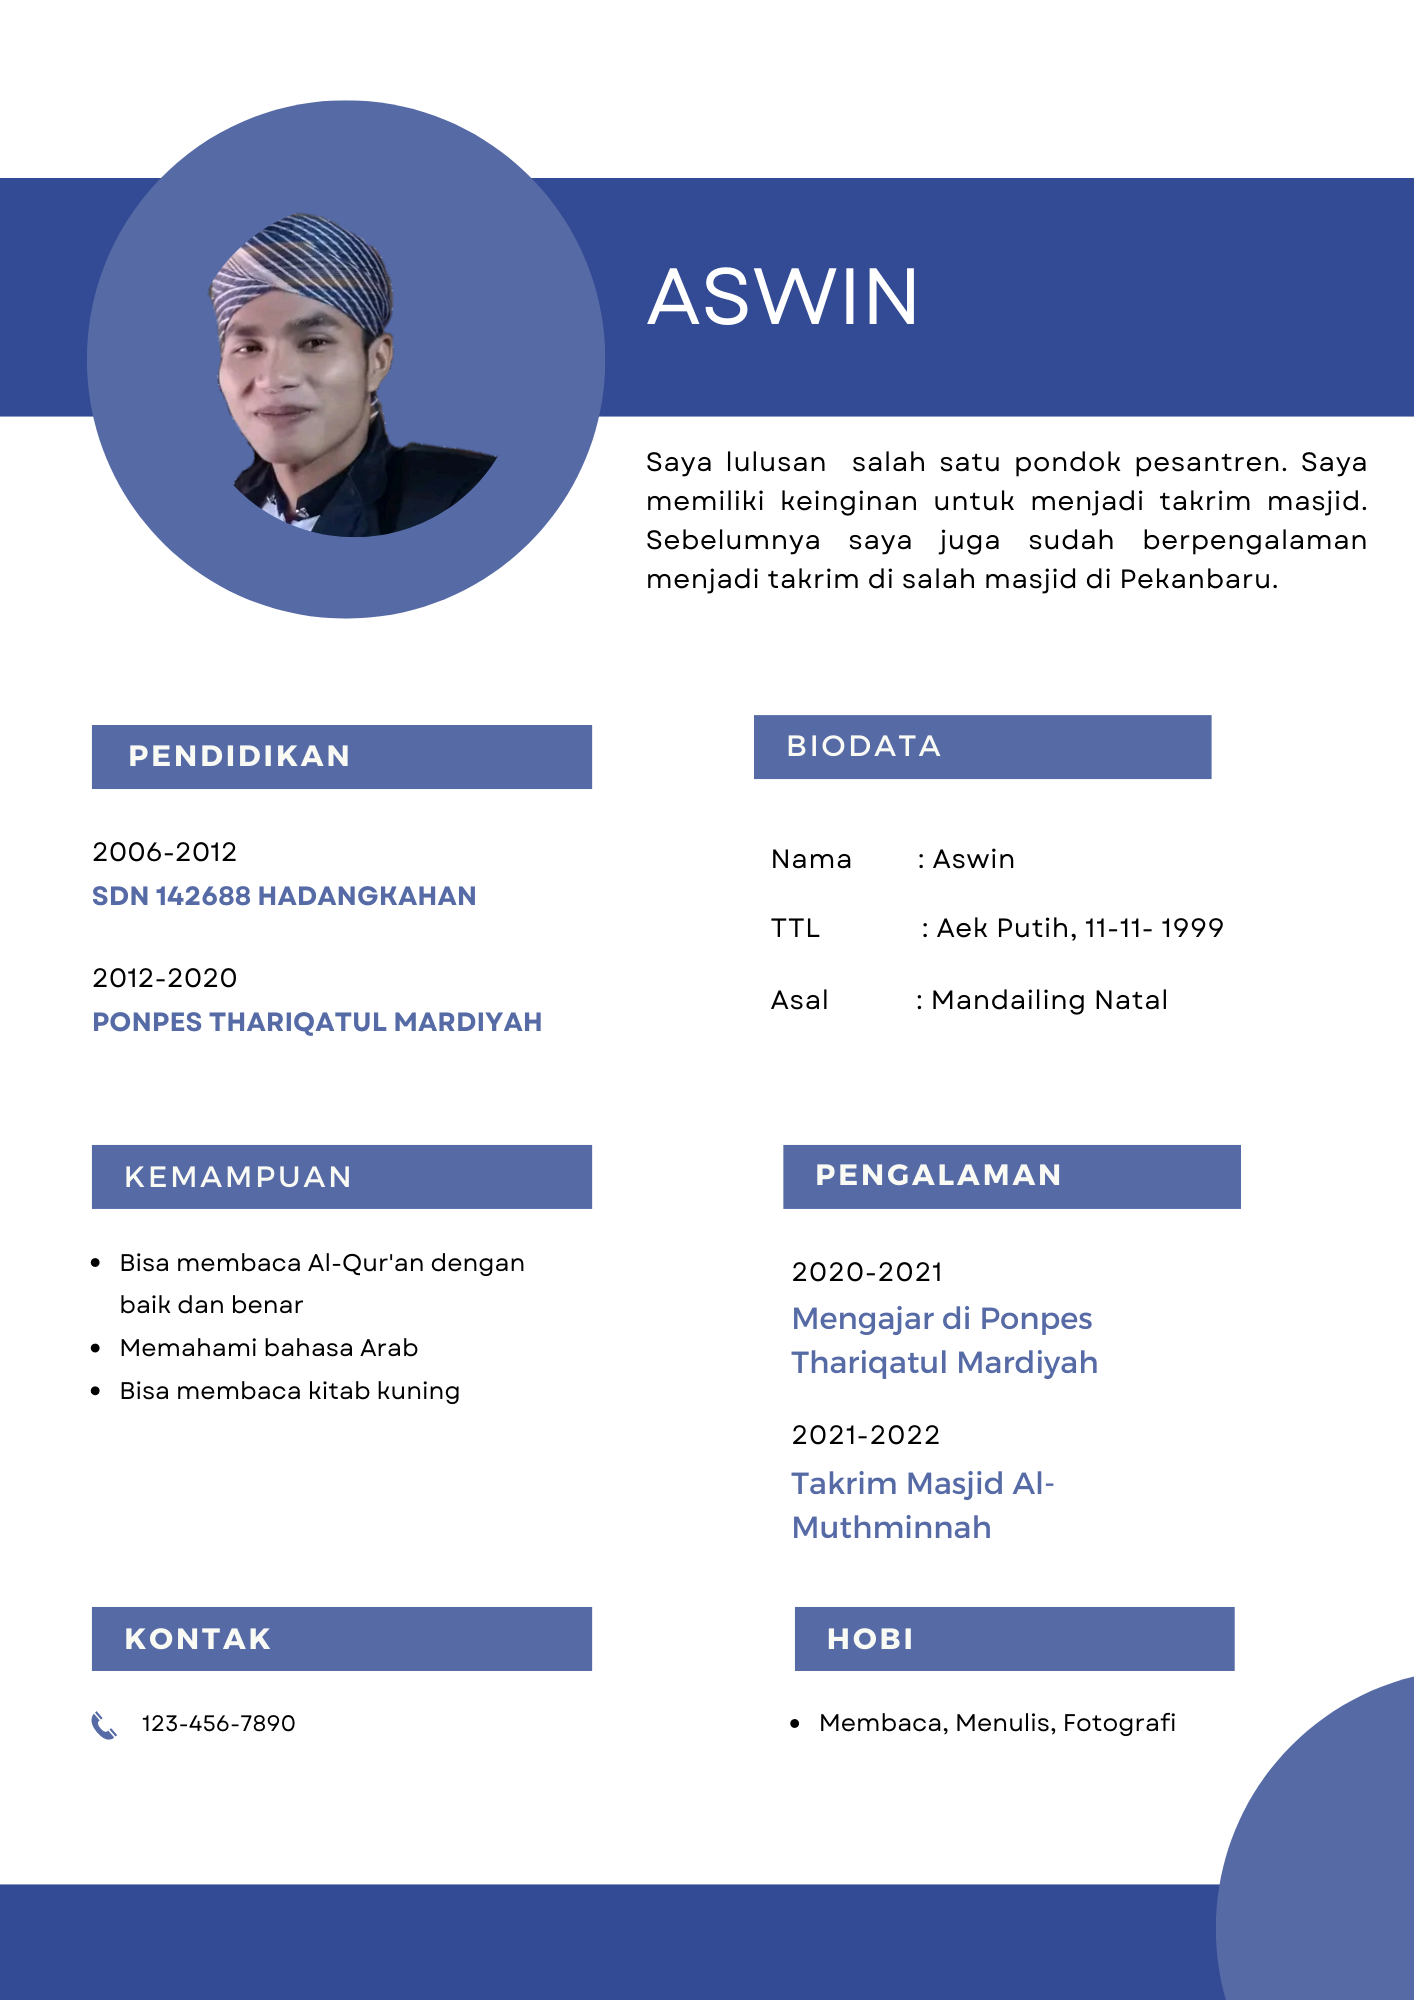 ASWIN
Saya lulusan salah satu pondok pesantren. Saya
memiliki keinginan untuk menjadi takrim masjid.
Sebelumnya saya juga sudah berpengalaman
menjadi takrim di salah masjid di Pekanbaru.
PENDIDIKAN
2006-2012
SDN 142688 HADANGKAHAN
2012-2020
PONPES THARIQATUL MARDIYAH
BIODATA
Nama : Aswin
TTL : Aek Putih, 11-11- 1999
Asal : Mandailing Natal
KEMAMPUAN
• Bisa membaca Al-Qur'an dengan
baik dan benar
• Memahami bahasa Arab
• Bisa membaca kitab kuning
PENGALAMAN
2020-2021
Mengajar di Ponpes
Thariqatul Mardiyah
2021-2022
Takrim Masjid Al-
Muthminnah
KONTAK
123-456-7890
HOBI
• Membaca, Menulis, Fotografi